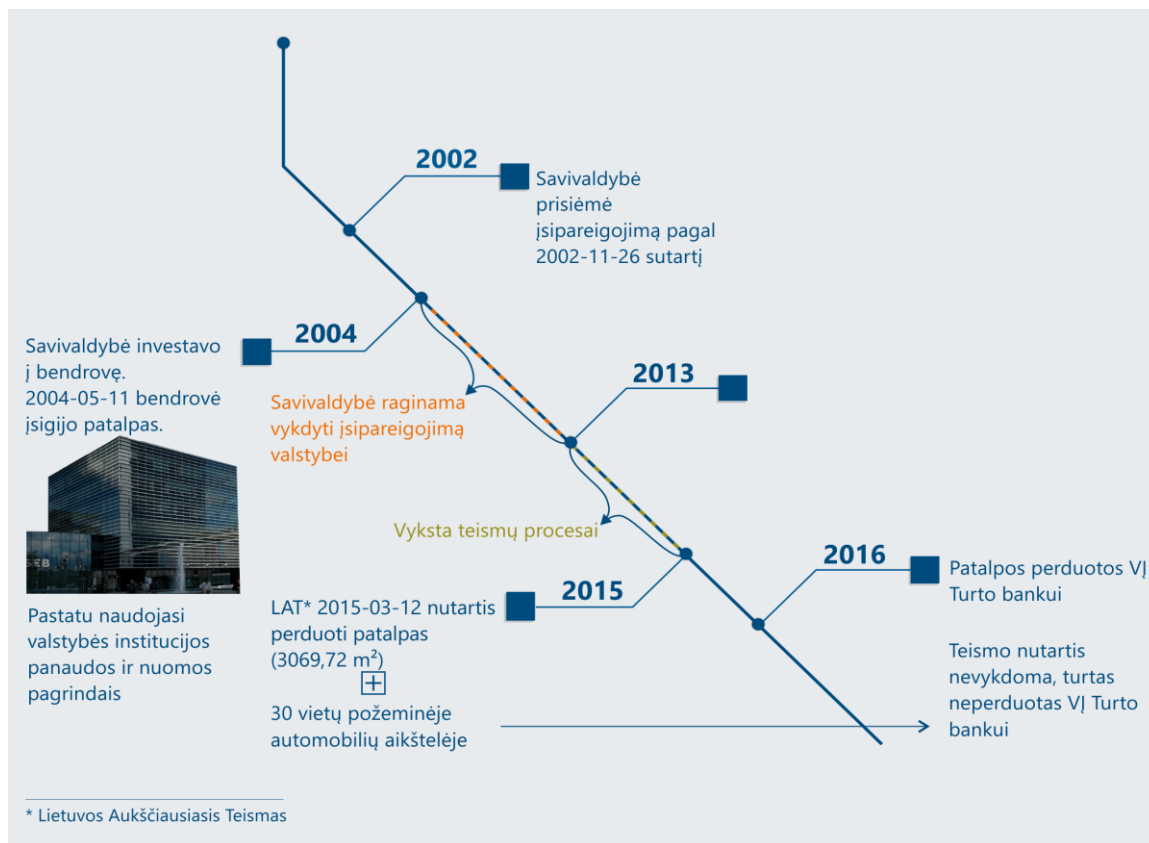 2002
Savivaldybė
prisiėmė
įsipareigojimą pagal
2002-11-26 sutartį
2004
Savivaldybė investavo
į bendrovę.
2004-05-11 bendrovė
įsigijo patalpas.
SEB
Pastatu naudojasi
valstybės institucijos
panaudos ir nuomos
pagrindais
Savivaldybė raginama
vykdyti įsipareigojimą
valstybei
2013
Vyksta teismų procesai
2015
LAT* 2015-03-12 nutartis
perduoti patalpas
(3069,72 m²)
+
30 vietų požeminėje
automobilių aikštelėje
2016
Patalpos perduotos VĮ
Turto bankui
Teismo nutartis
nevykdoma, turtas
neperduotas VĮ Turto
bankui
* Lietuvos Aukščiausiasis Teismas